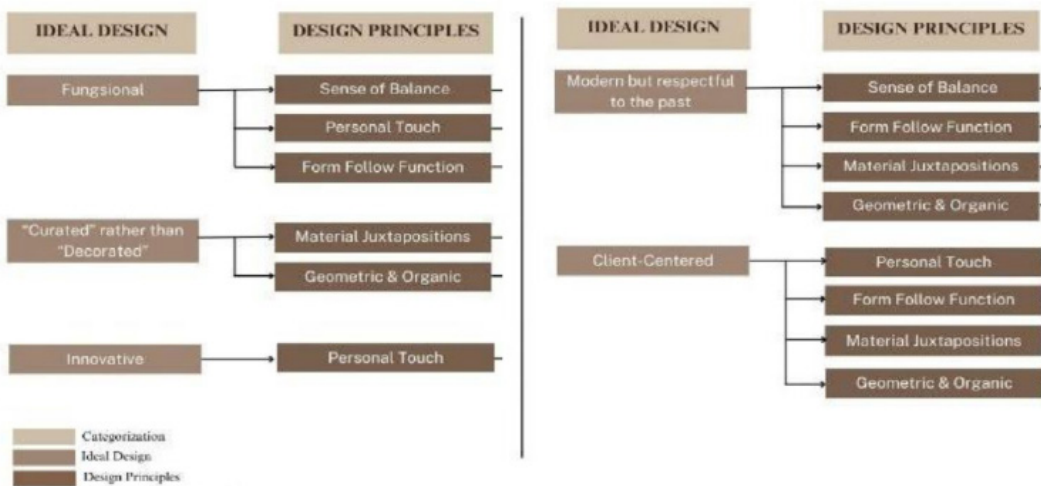 IDEAL DESIGN
DESIGN PRINCIPLES
Fungsional
Sense of Balance
Personal Touch
Form Follow Function
"Curated" rather than
"Decorated"
Material Juxtapositions
Geometric & Organic
Innovative
Personal Touch
Categorization
Ideal Design
Design Principles
IDEAL DESIGN
DESIGN PRINCIPLES
Modern but respectful
to the past
Sense of Balance
Form Follow Function
Material Juxtapositions
Geometric & Organic
Client-Centered
Personal Touch
Form Follow Function
Material Juxtapositions
Geometric & Organic